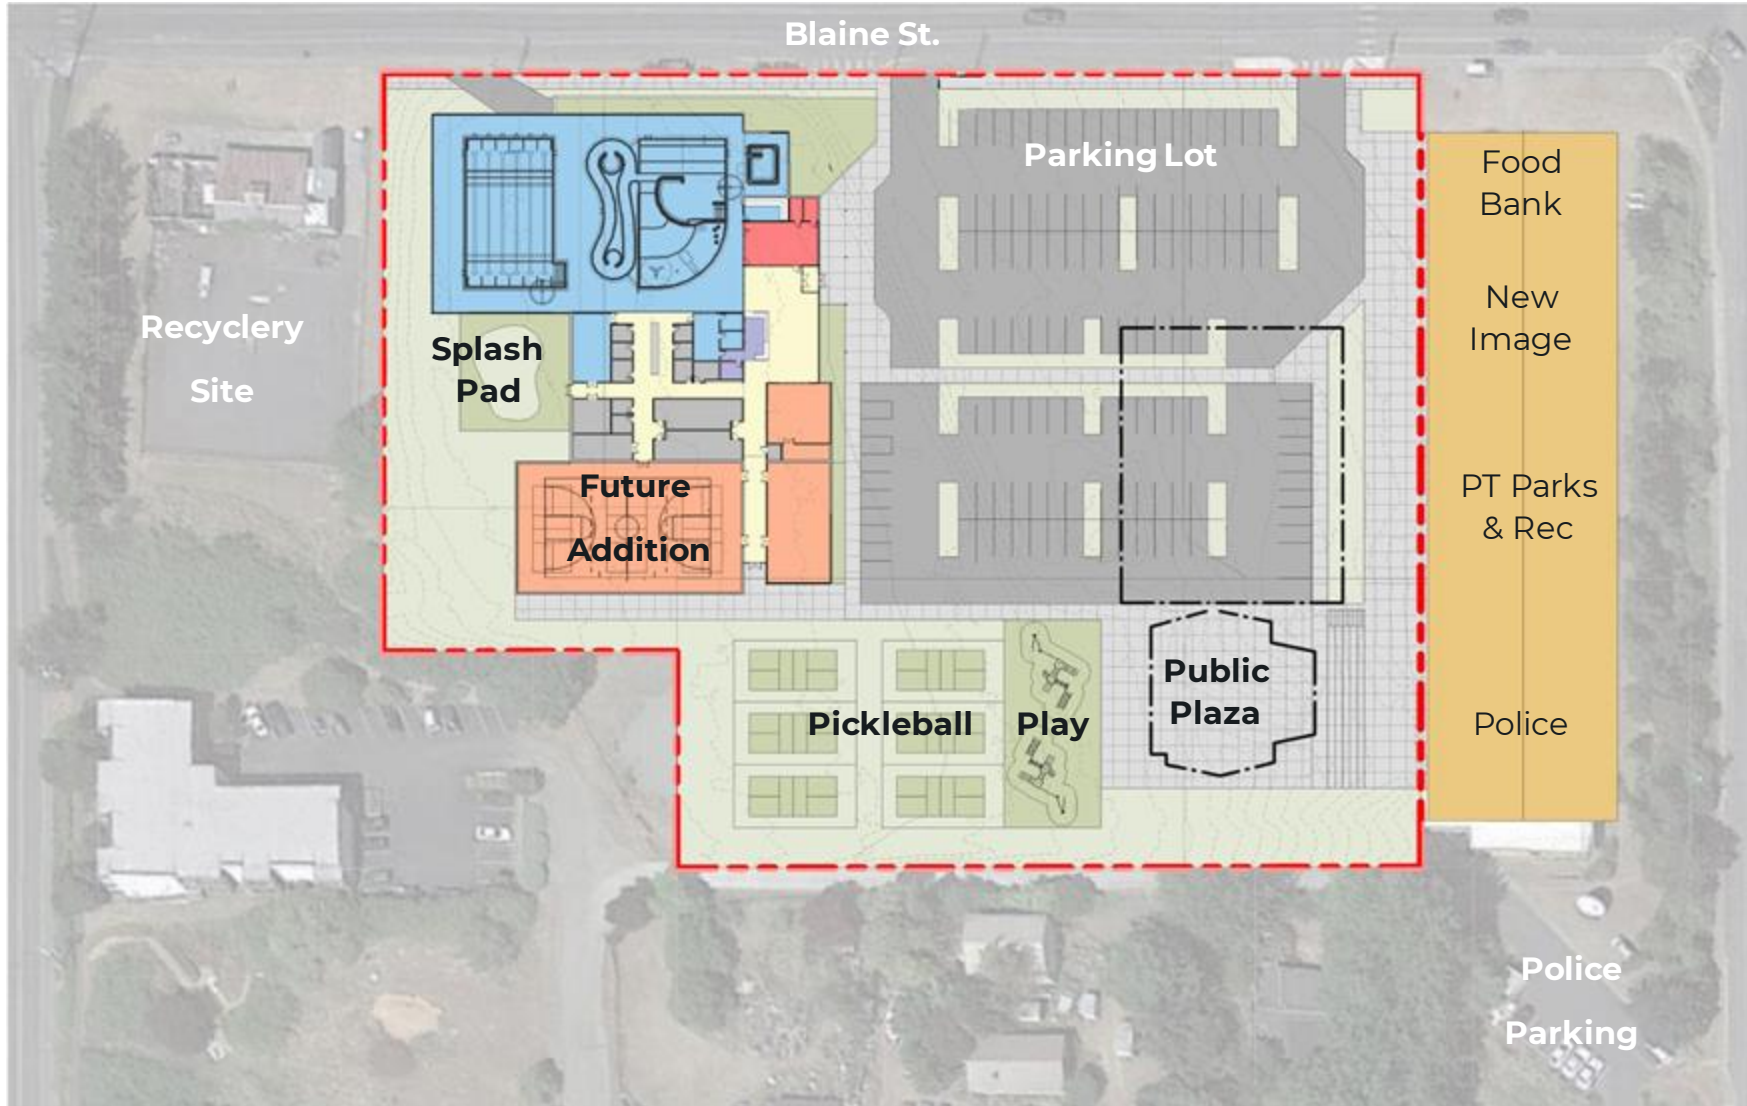 Blaine St.
Parking Lot
Food
Bank
New
Image
Recyclery
Site
Splash
Pad
Future
Addition
PT Parks
& Rec
Public
Plaza
Pickleball
Play
Police
Police
Parking